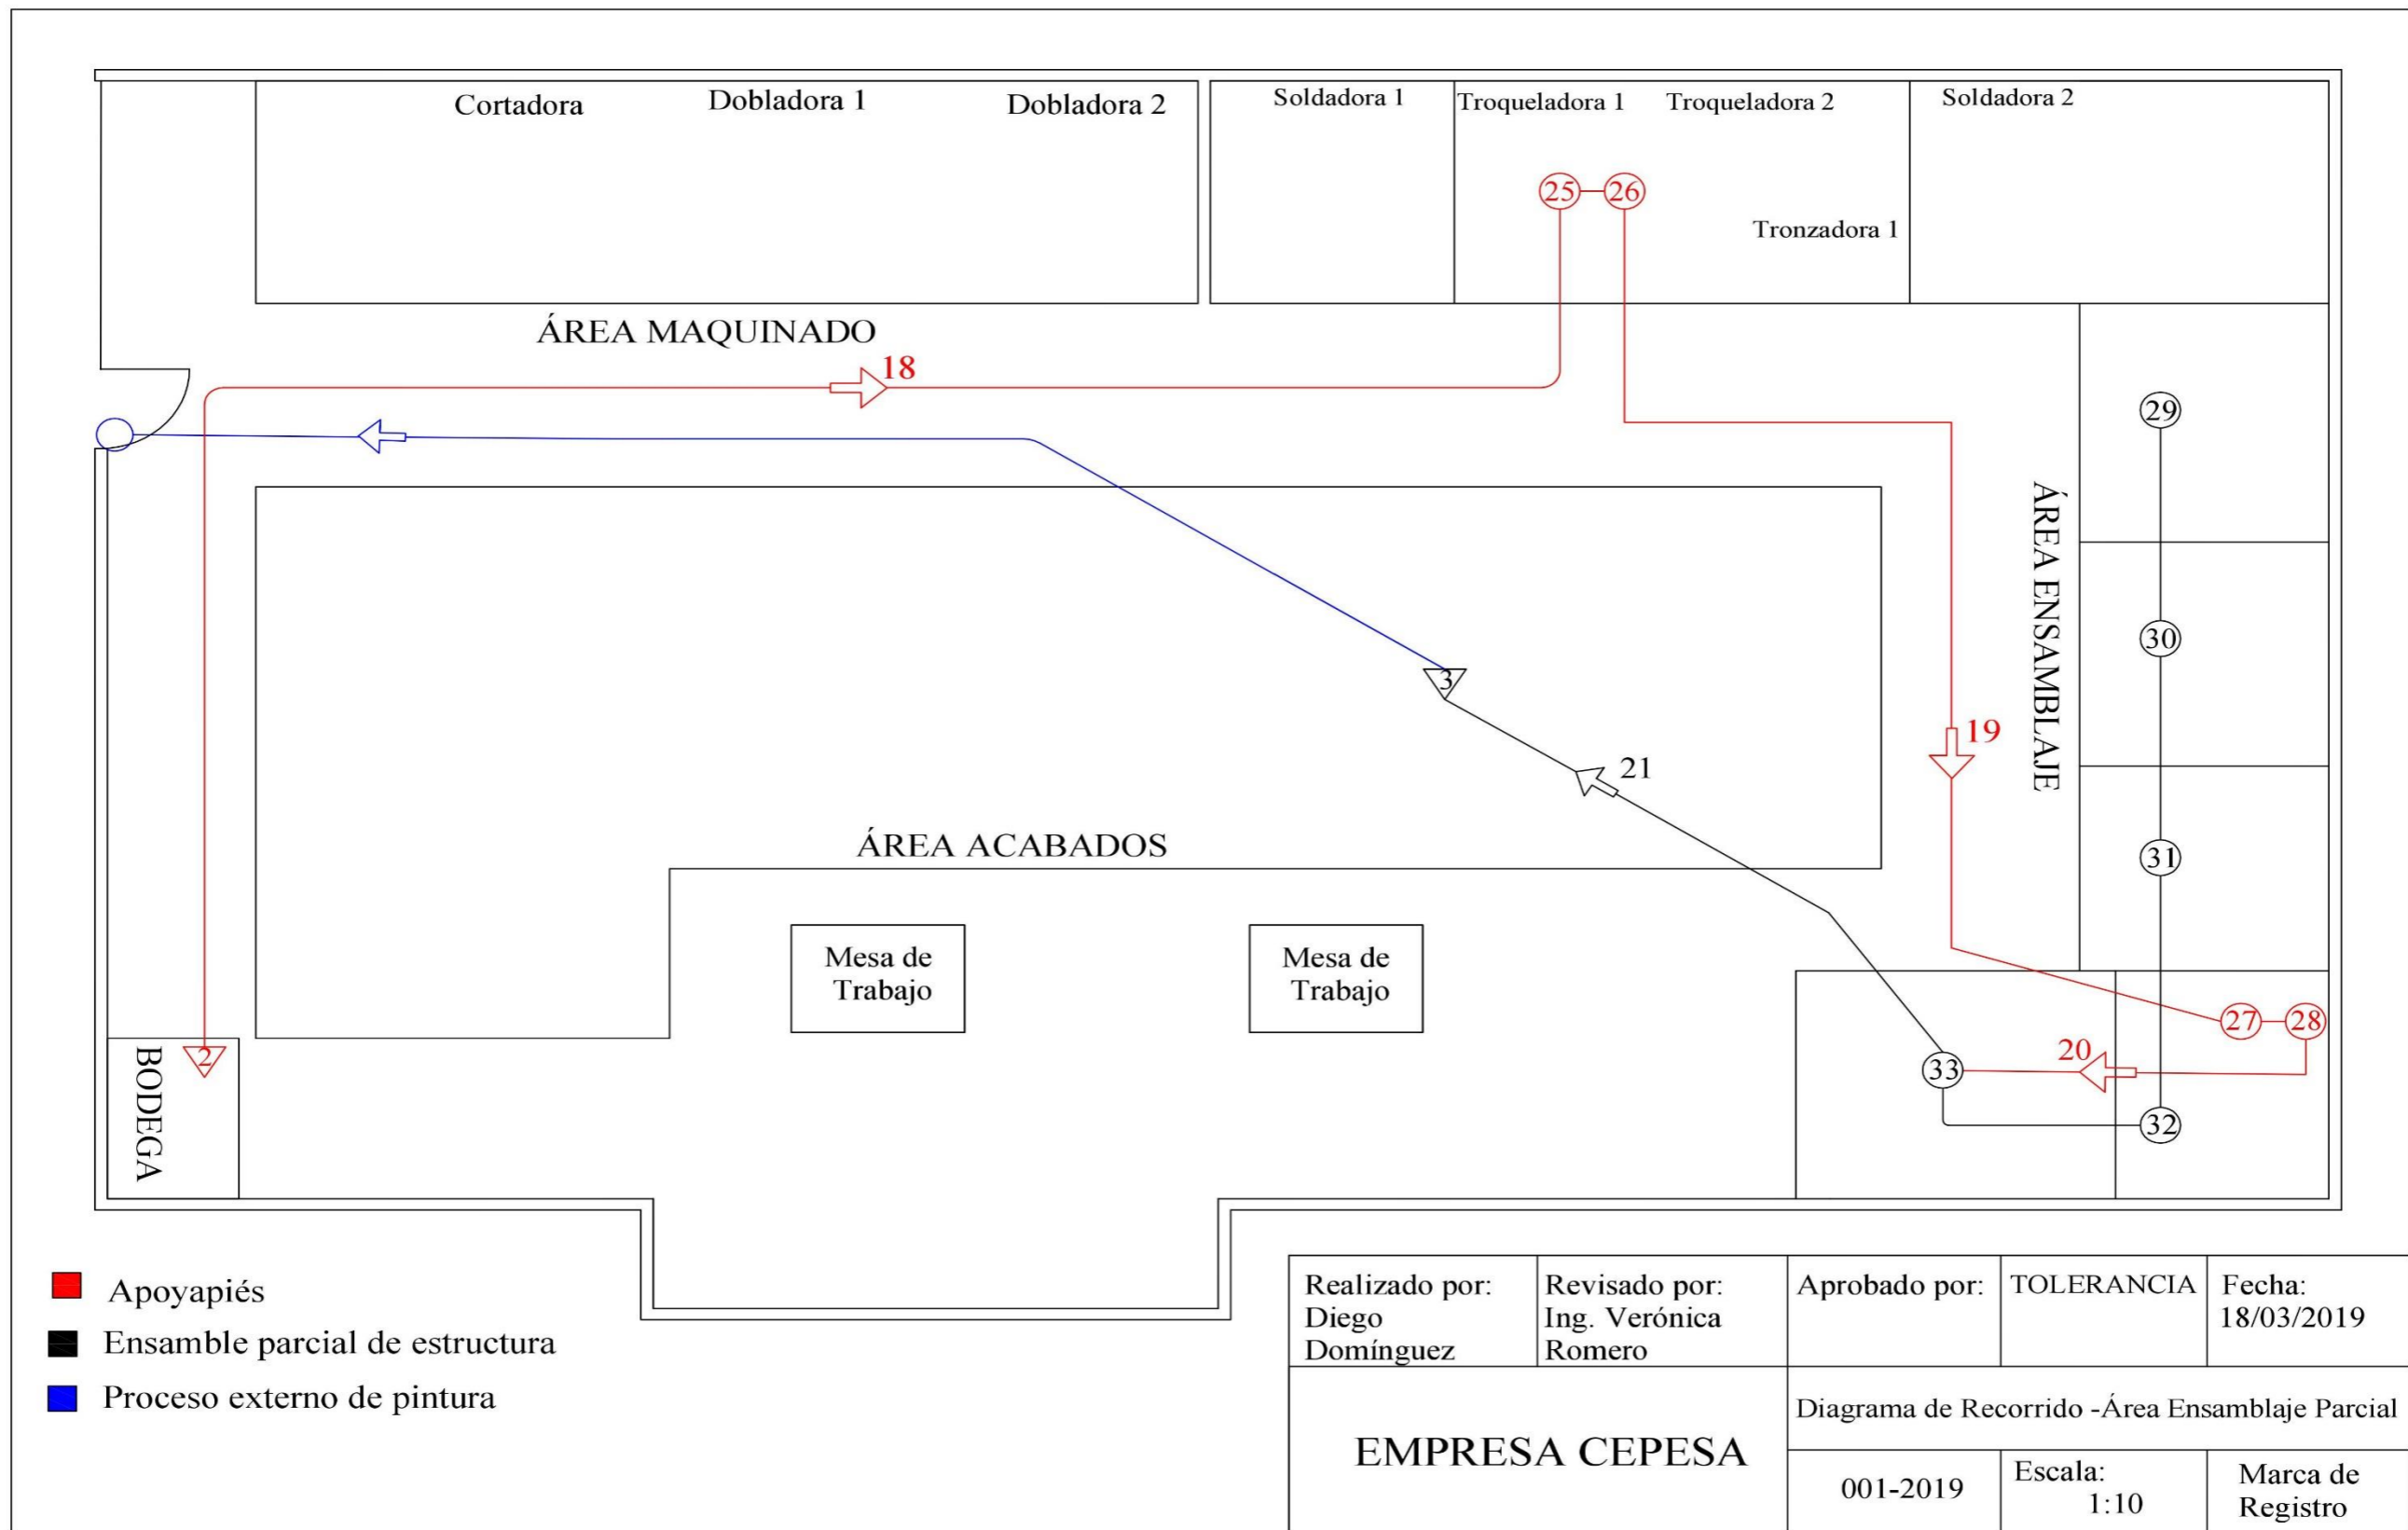 Cortadora
Dobladora 1
Dobladora 2
Soldadora 1
Troqueladora 1
Troqueladora 2
Soldadora 2
25
26
Tronzadora 1
ÁREA MAQUINADO
18
29
ÁREA ENSAMBLAJE
30
3
19
21
ÁREA ACABADOS
31
Mesa de
Trabajo
Mesa de
Trabajo
27
28
BODEGA
2
20
33
32
Apoyapiés
Ensamble parcial de estructura
Proceso externo de pintura
Realizado por:
Diego
Domínguez
Revisado por:
Ing. Verónica
Romero
Aprobado por:
TOLERANCIA
Fecha:
18/03/2019
EMPRESA CEPESA
Diagrama de Recorrido -Área Ensamblaje Parcial
001-2019
Escala:
1:10
Marca de
Registro